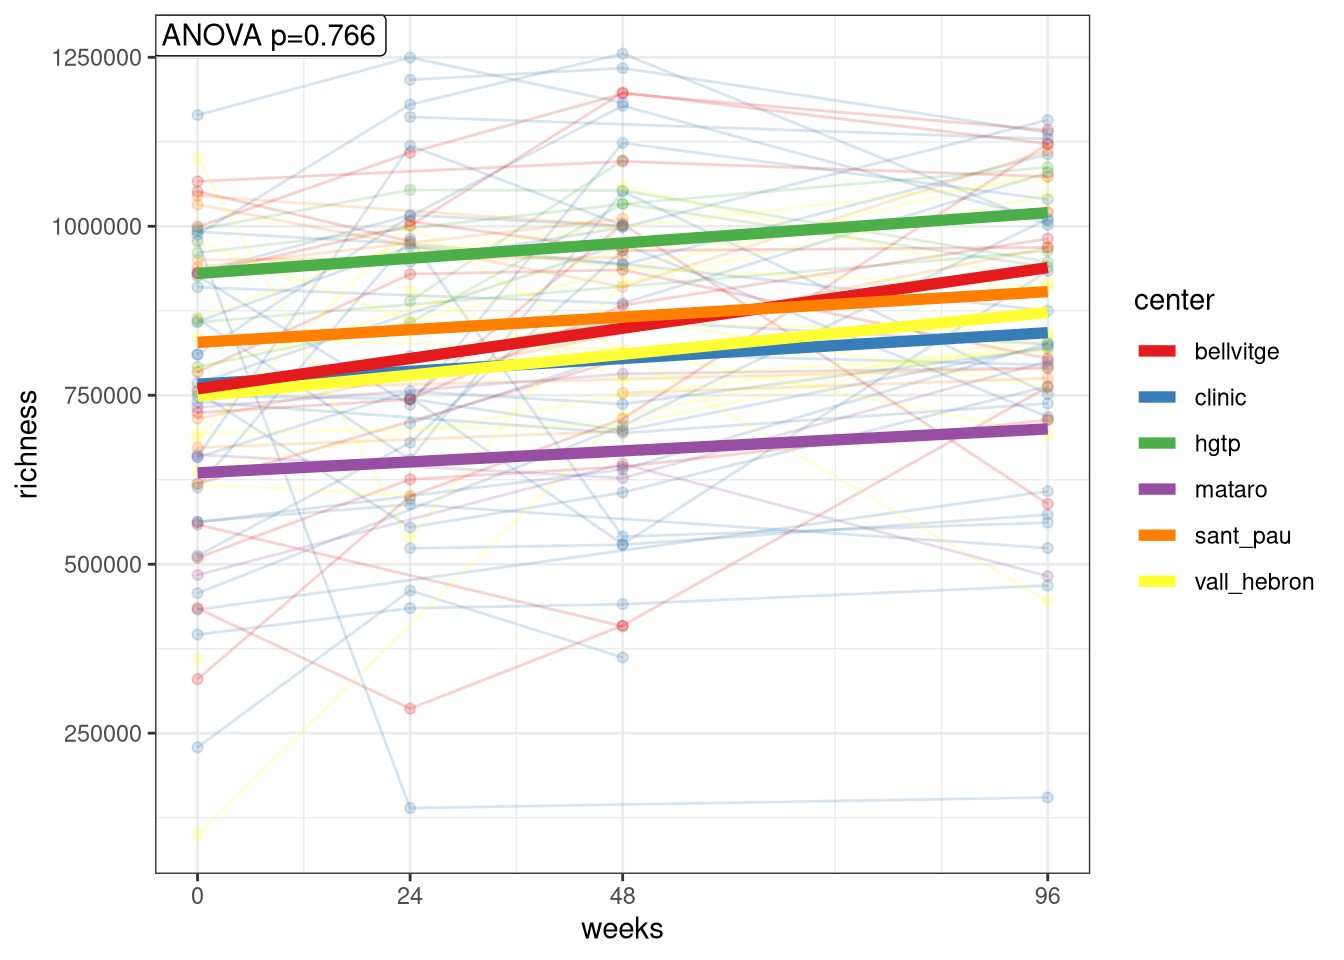 ANOVA p=0.766
1250000
1000000
750000
500000
250000
richness
0 24 48 96
weeks
center
bellvitge
clinic
hgtp
mataro
sant_pau
vall_hebron